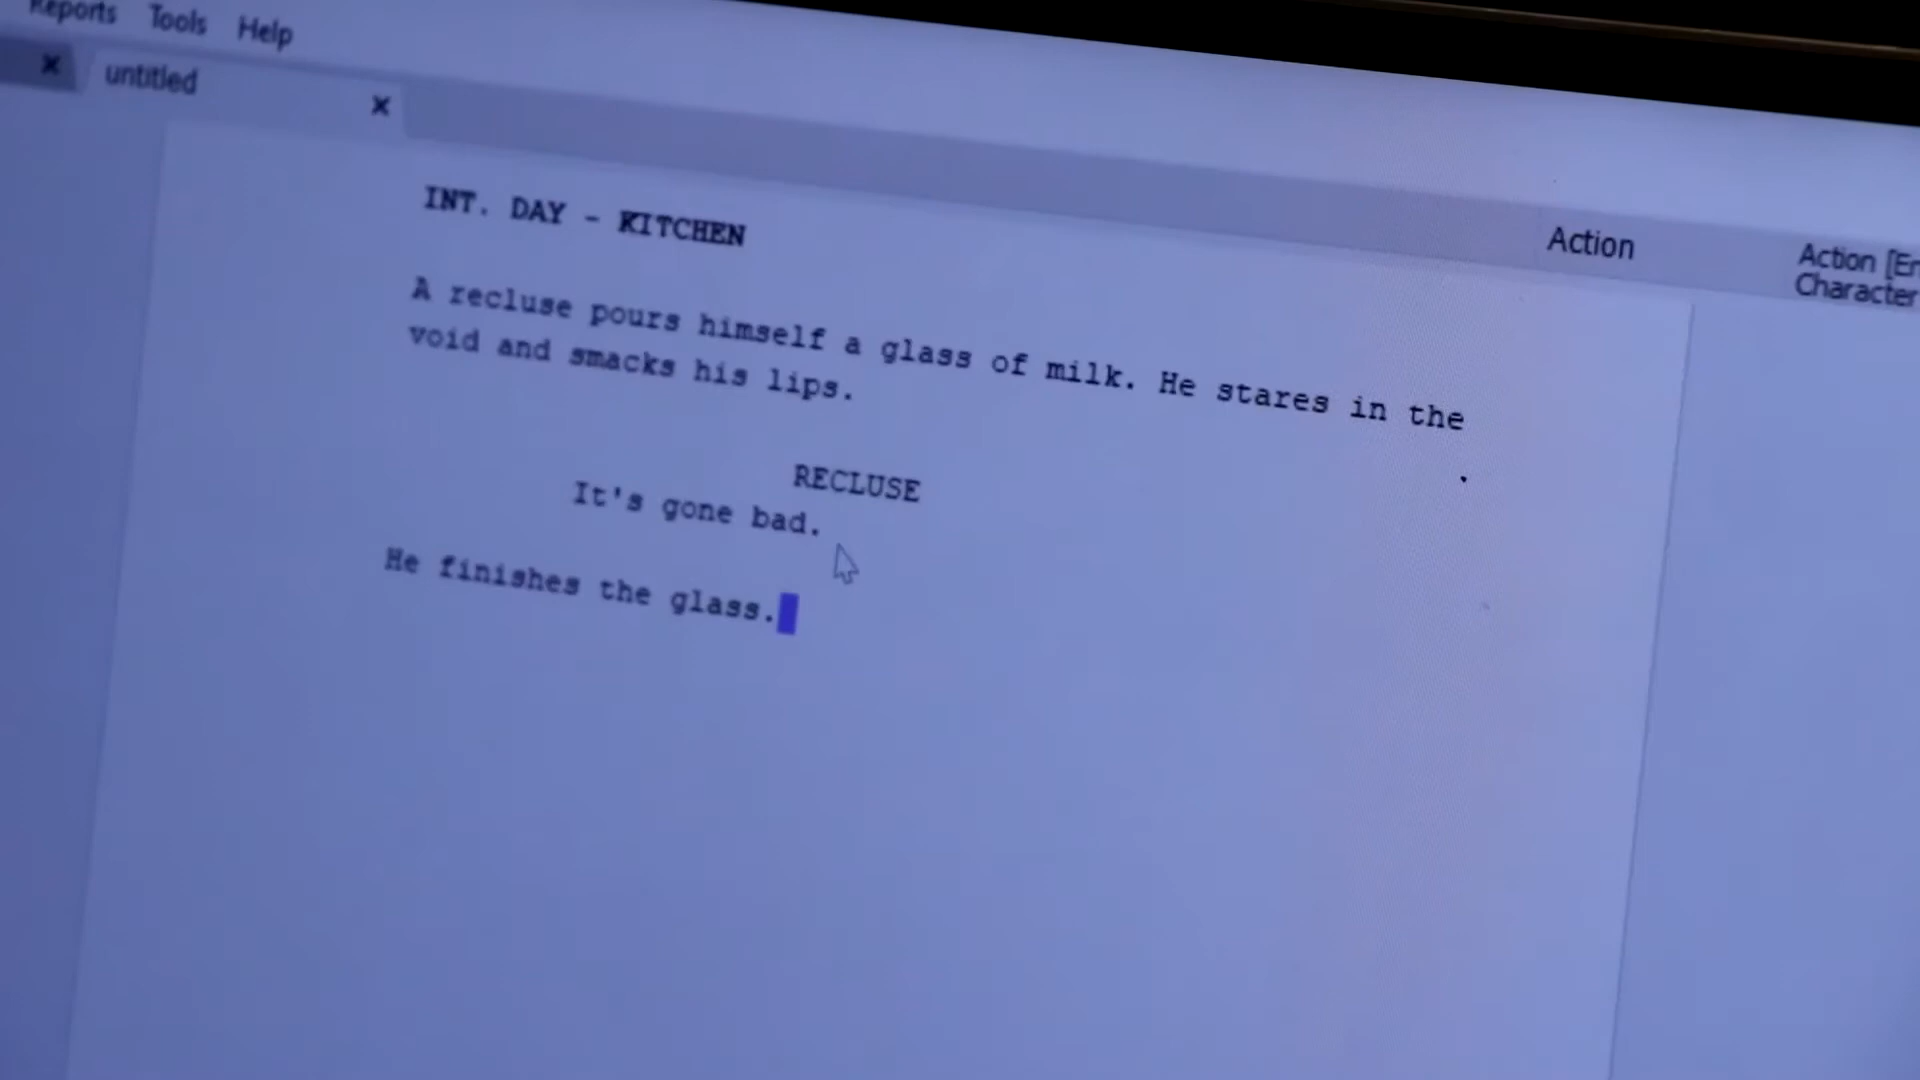 Reports Tools Help
untitled
Action
Action [En
Character
INT. DAY - KITCHEN
A recluse pours himself a glass of milk. He stares in the
void and smacks his lips.
RECLUSE
It's gone bad.
He finishes the glass.